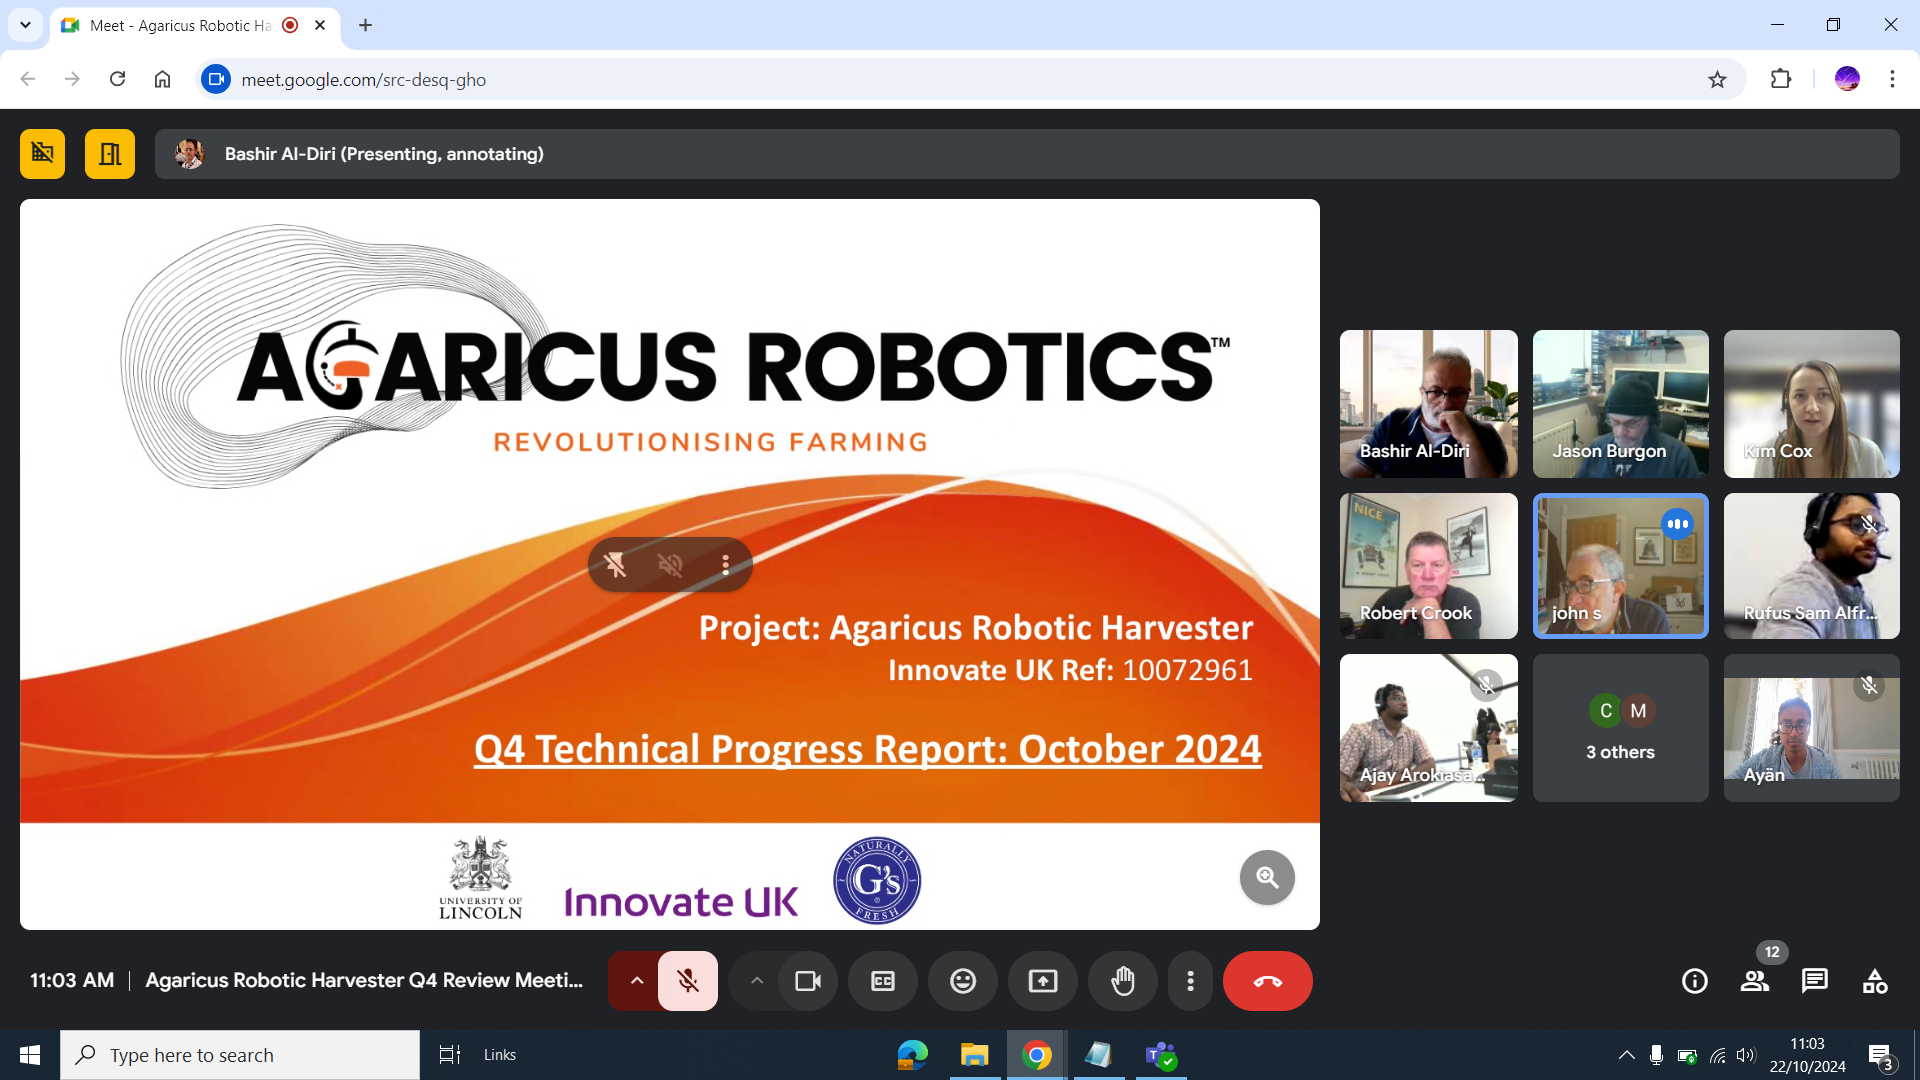 Meet - Agaricus Robotic Ha
meet.google.com/src-desq-gho
Bashir Al-Diri (Presenting, annotating)
AGARICUS ROBOTICS™
REVOLUTIONISING FARMING
Project: Agaricus Robotic Harvester
Innovate UK Ref: 10072961
Q4 Technical Progress Report: October 2024
UNIVERSITY OF
LINCOLN
Innovate UK
NATURALLY
G's
FRESH
Bashir Al-Diri
Jason Burgon
Kim Cox
NICE
Robert Crook
john s
Rufus Sam Alfr...
Ajay Arokiasa...
C M
3 others
Ayän
11:03 AM
Agaricus Robotic Harvester Q4 Review Meeti...
CC
12
Type here to search
Links
11:03
22/10/2024
3